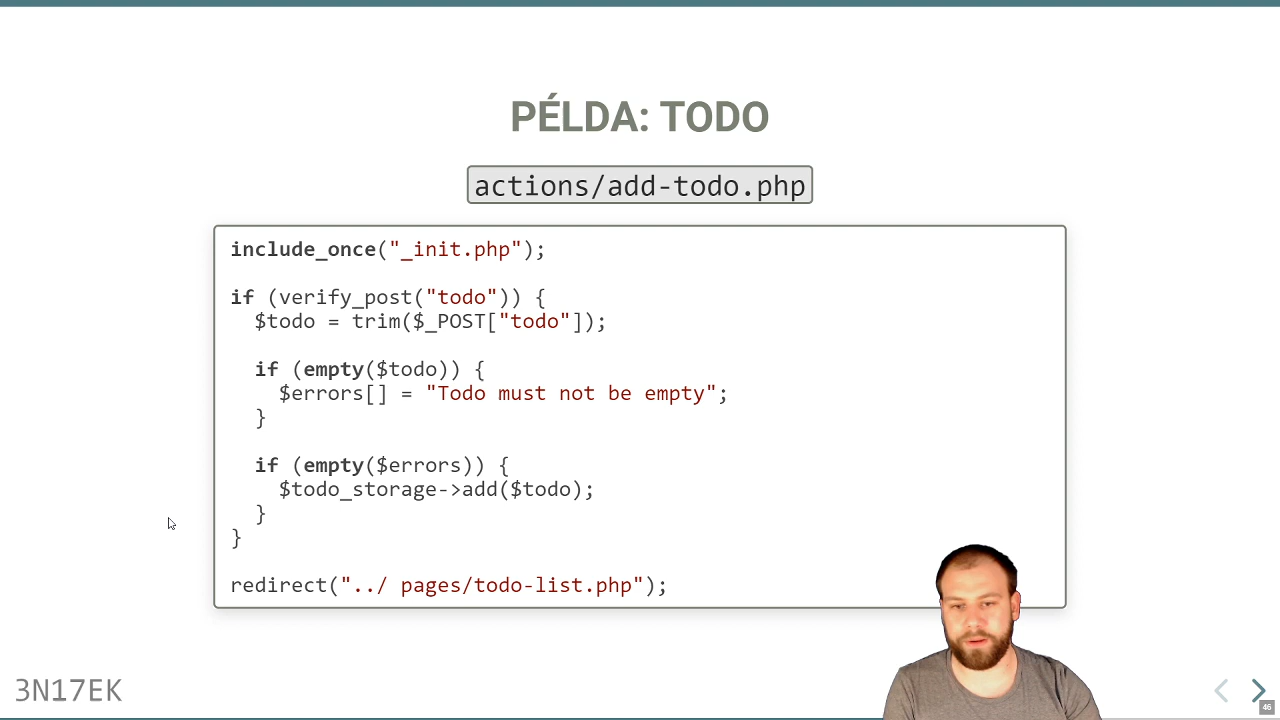 PÉLDA: TODO
actions/add-todo.php
include_once("_init.php");
if (verify_post("todo")) {
$todo = trim($_POST["todo"]);
if (empty($todo)) {
$errors[] = "Todo must not be empty";
}
if (empty($errors)) {
$todo_storage->add($todo);
}
}
redirect("../ pages/todo-list.php");
3N17EK
46